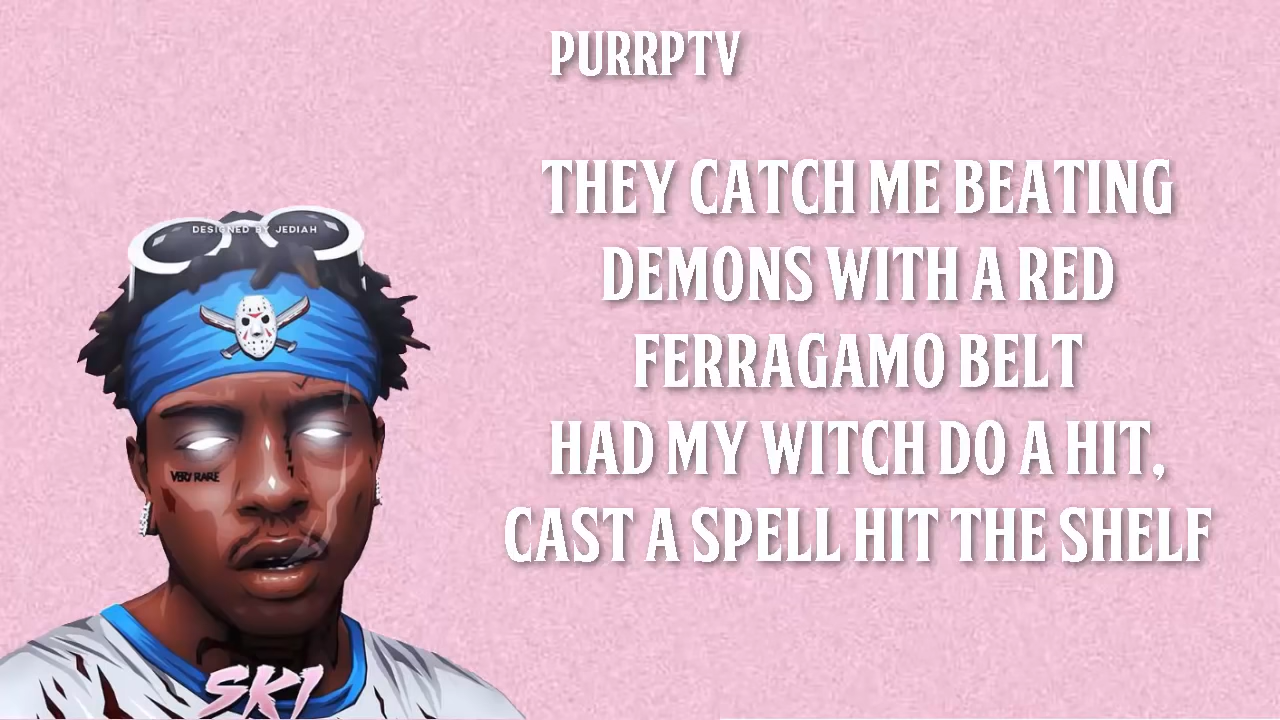 PURRPTV
THEY CATCH ME BEATING
DEMONS WITH A RED
FERRAGAMO BELT
HAD MY WITCH DO A HIT,
CAST A SPELL HIT THE SHELF
DESIGNED BY JEDIAH
VERY RARE
SKI